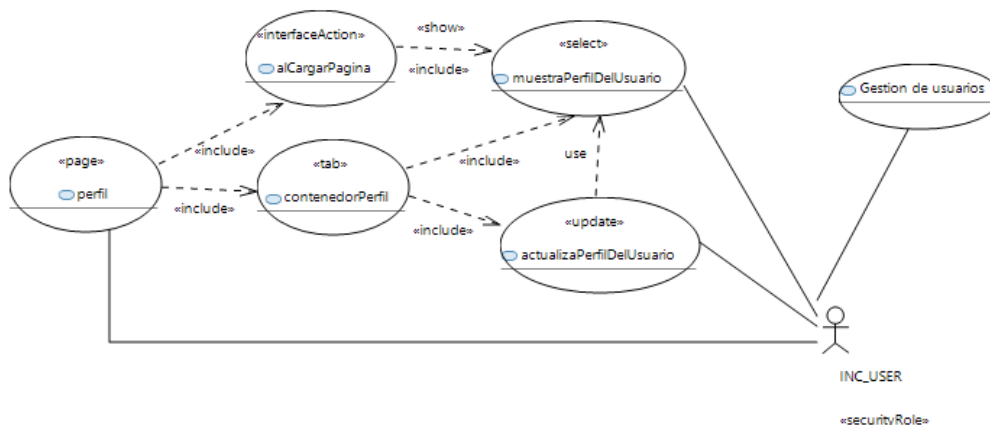 «interfaceAction»
alCargarPagina
«show»
«include»
«select»
muestraPerfilDelUsuario
Gestion de usuarios
«include»
«page»
perfil
«include»
«tab»
contenedorPerfil
«include»
use
«include»
«update»
actualizaPerfilDelUsuario
INC_USER
«securityRole»